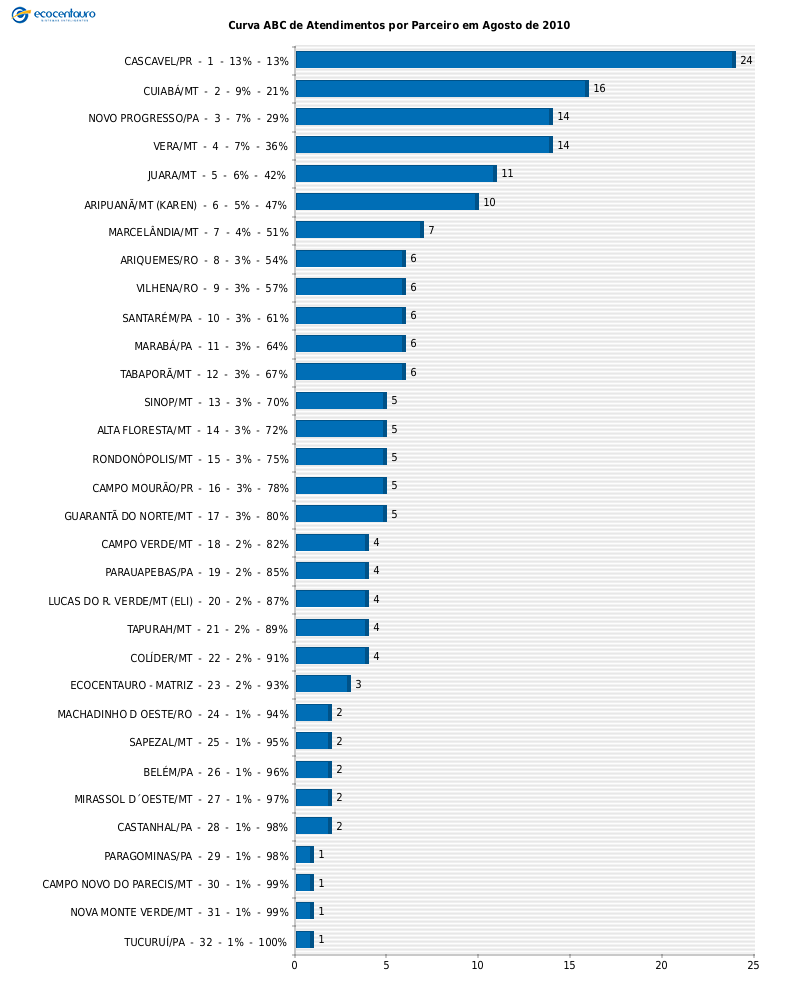 ecocentauro
Curva ABC de Atendimentos por Parceiro em Agosto de 2010
CASCAVEL/PR - 1 - 13% - 13% 24
CUIABÁ/MT - 2 - 9% - 21% 16
NOVO PROGRESSO/PA - 3 - 7% - 29% 14
VERA/MT - 4 - 7% - 36% 14
JUARA/MT - 5 - 6% - 42% 11
ARIPUANÃ/MT (KAREN) - 6 - 5% - 47% 10
MARCELÂNDIA/MT - 7 - 4% - 51% 7
ARIQUEMES/RO - 8 - 3% - 54% 6
VILHENA/RO - 9 - 3% - 57% 6
SANTARÉM/PA - 10 - 3% - 61% 6
MARABÁ/PA - 11 - 3% - 64% 6
TABAPORÃ/MT - 12 - 3% - 67% 6
SINOP/MT - 13 - 3% - 70% 5
ALTA FLORESTA/MT - 14 - 3% - 72% 5
RONDONÓPOLIS/MT - 15 - 3% - 75% 5
CAMPO MOURÃO/PR - 16 - 3% - 78% 5
GUARANTÃ DO NORTE/MT - 17 - 3% - 80% 5
CAMPO VERDE/MT - 18 - 2% - 82% 4
PARAUAPEBAS/PA - 19 - 2% - 85% 4
LUCAS DO R. VERDE/MT (ELI) - 20 - 2% - 87% 4
TAPURAH/MT - 21 - 2% - 89% 4
COLÍDER/MT - 22 - 2% - 91% 4
ECOCENTAURO - MATRIZ - 23 - 2% - 93% 3
MACHADINHO D OESTE/RO - 24 - 1% - 94% 2
SAPEZAL/MT - 25 - 1% - 95% 2
BELÉM/PA - 26 - 1% - 96% 2
MIRASSOL D´OESTE/MT - 27 - 1% - 97% 2
CASTANHAL/PA - 28 - 1% - 98% 2
PARAGOMINAS/PA - 29 - 1% - 98% 1
CAMPO NOVO DO PARECIS/MT - 30 - 1% - 99% 1
NOVA MONTE VERDE/MT - 31 - 1% - 99% 1
TUCURUÍ/PA - 32 - 1% - 100% 1
0 5 10 15 20 25